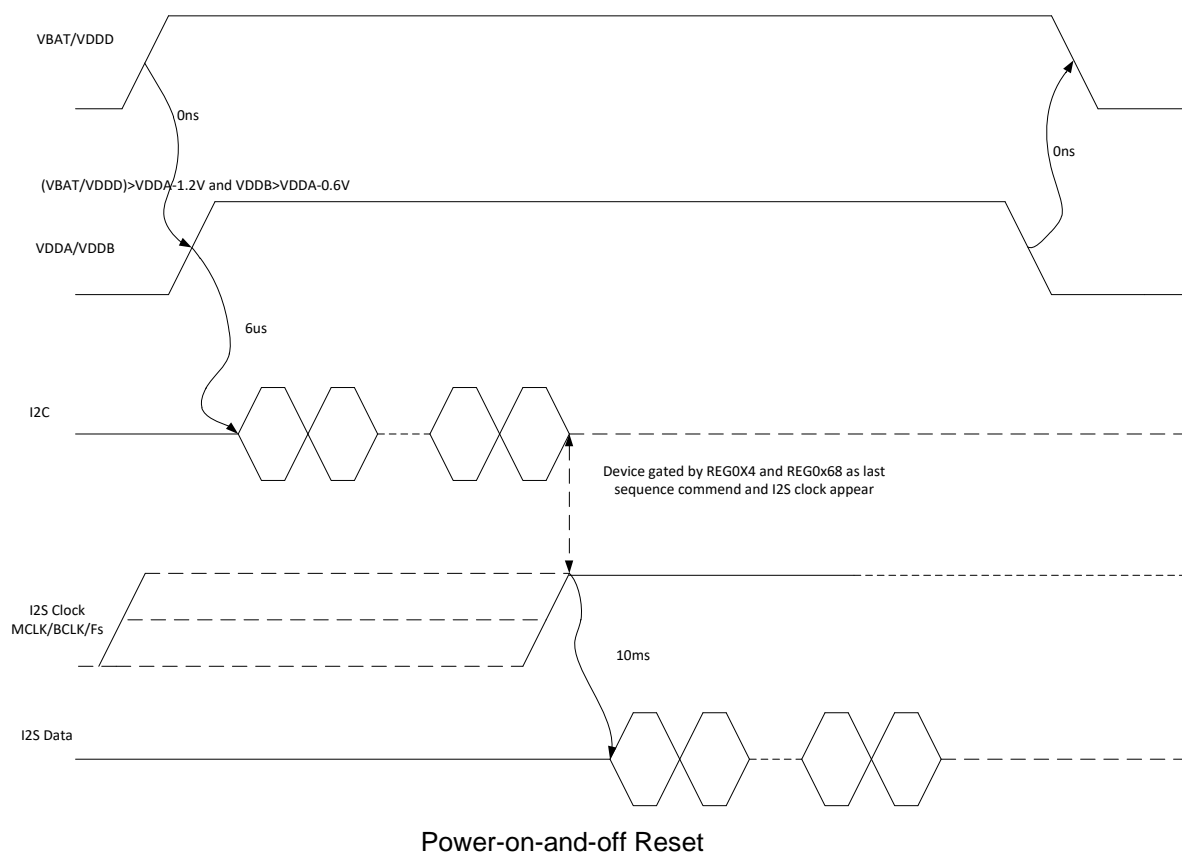 VBAT/VDDD
0ns
0ns
(VBAT/VDDD)>VDDA-1.2V and VDDB>VDDA-0.6V
VDDA/VDDB
6us
I2C
Device gated by REG0X4 and REG0x68 as last
sequence commend and I2S clock appear
I2S Clock
MCLK/BCLK/Fs
10ms
I2S Data
Power-on-and-off Reset